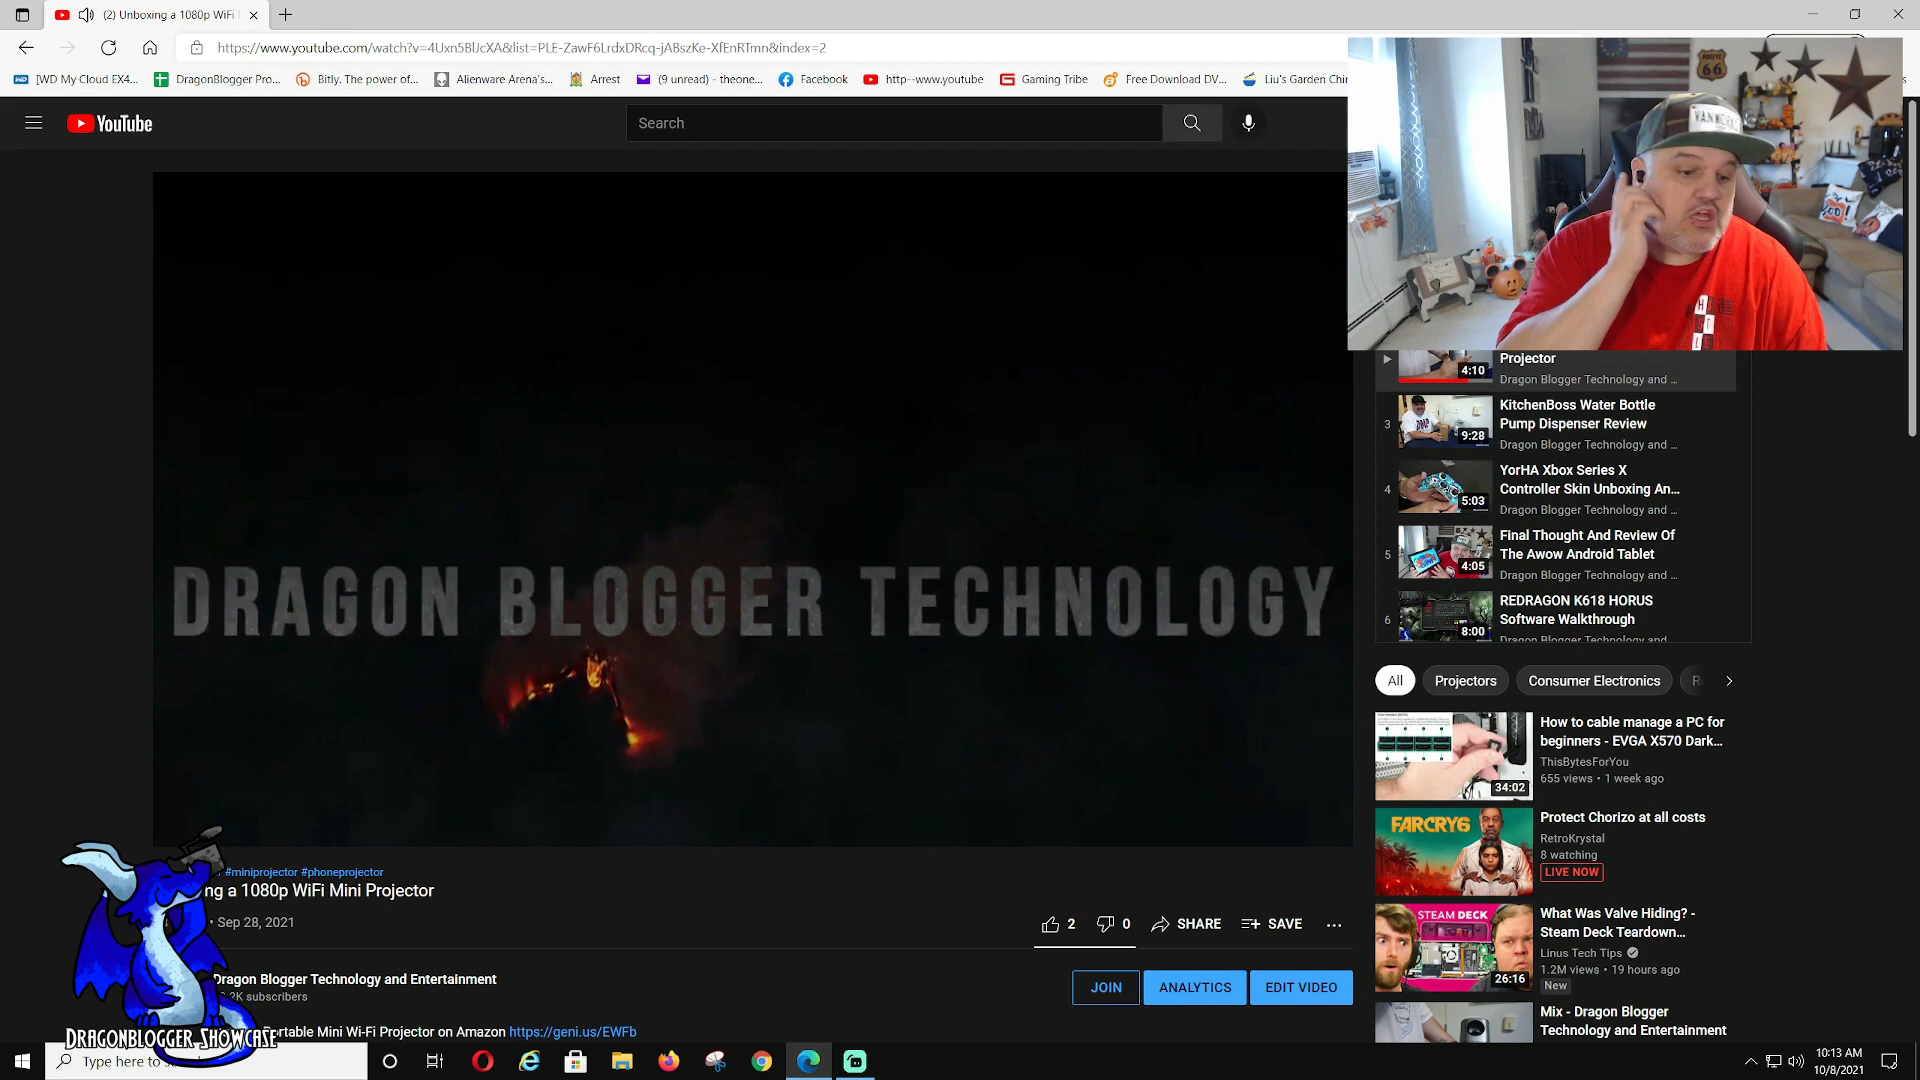 (2) Unboxing a 1080p WiFi
https://www.youtube.com/watch?v=4Uxn5BlJcXA&list=PLE-ZawF6LrdxDRcq-jABszKe-XfEnRTmn&index=2
[WD My Cloud EX4... DragonBlogger Pro... Bitly. The power of... Alienware Arena's... Arrest (9 unread) - theone... Facebook http--www.youtube Gaming Tribe Free Download DV... Liu's Garden Chin
YouTube
Search
ROUTE
66
VANWERKS
DRAGON BLOGGER TECHNOLOGY
Projector
4:10
Dragon Blogger Technology and ...
3
9:28
KitchenBoss Water Bottle
Pump Dispenser Review
Dragon Blogger Technology and ...
4
5:03
YorHA Xbox Series X
Controller Skin Unboxing An...
Dragon Blogger Technology and ...
5
4:05
Final Thought And Review Of
The Awow Android Tablet
Dragon Blogger Technology and ...
6
8:00
REDRAGON K618 HORUS
Software Walkthrough
Dragon Blogger Technology and ...
All Projectors Consumer Electronics
34:02
How to cable manage a PC for
beginners - EVGA X570 Dark...
ThisBytesForYou
655 views • 1 week ago
FARCRY6
Protect Chorizo at all costs
RetroKrystal
8 watching
LIVE NOW
STEAM DECK
26:16
What Was Valve Hiding? -
Steam Deck Teardown...
Linus Tech Tips
1.2M views • 19 hours ago
New
Mix - Dragon Blogger
Technology and Entertainment
#miniprojector #phoneprojector
ng a 1080p WiFi Mini Projector
• Sep 28, 2021
2 0 SHARE SAVE ...
Dragon Blogger Technology and Entertainment
.2K subscribers
JOIN ANALYTICS EDIT VIDEO
Portable Mini Wi-Fi Projector on Amazon https://geni.us/EWFb
DRAGONBLOGGER SHOWCASE
Type here to s
10:13 AM
10/8/2021